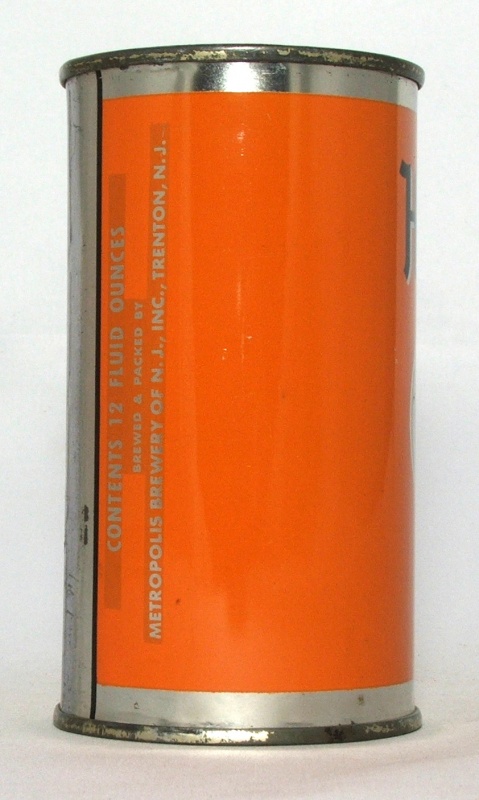 CONTENTS 12 FLUID OUNCES
BREWED & PACKED BY
METROPOLIS BREWERY OF N. J., INC., TRENTON, N. J.